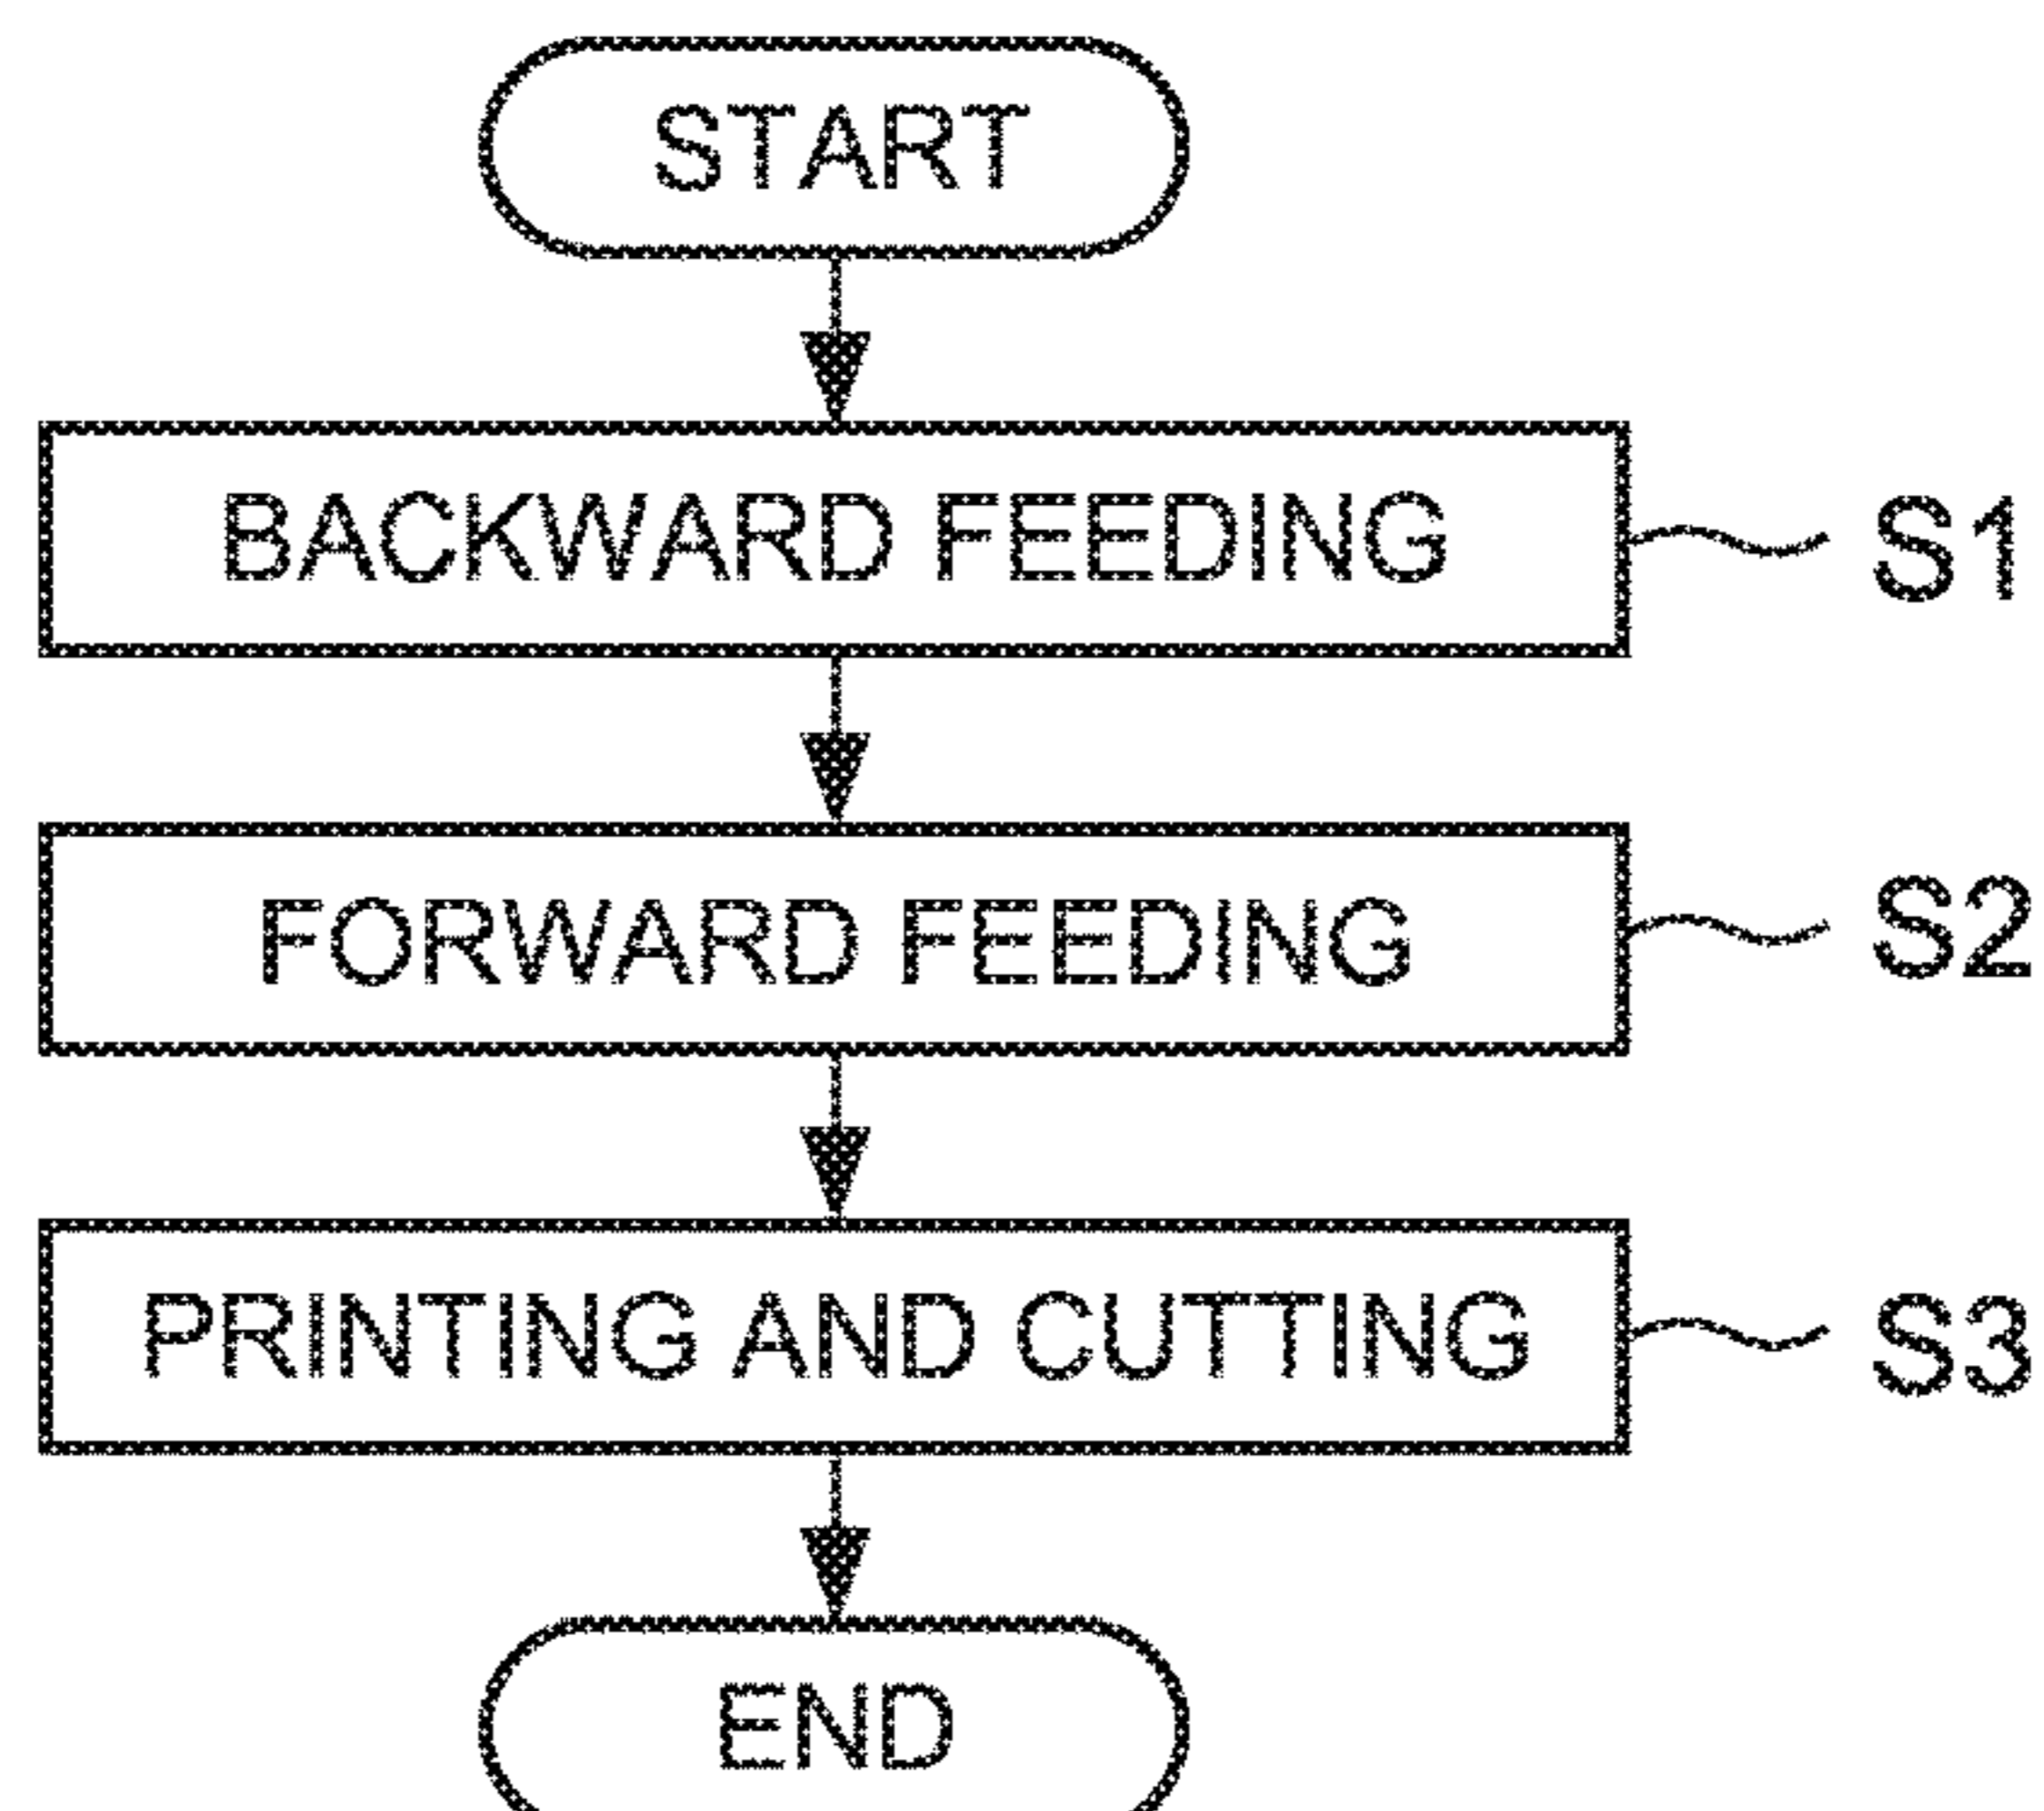 START
BACKWARD FEEDING S1
FORWARD FEEDING S2
PRINTING AND CUTTING S3
END